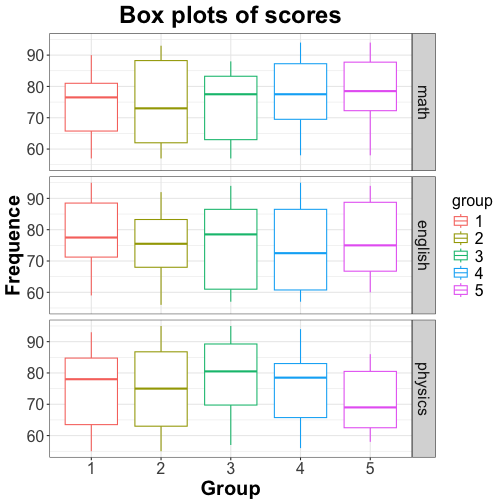 Box plots of scores
Frequence
90
80
70
60
math
90
80
70
60
english
90
80
70
60
physics
1 2 3 4 5
Group
group
1
2
3
4
5